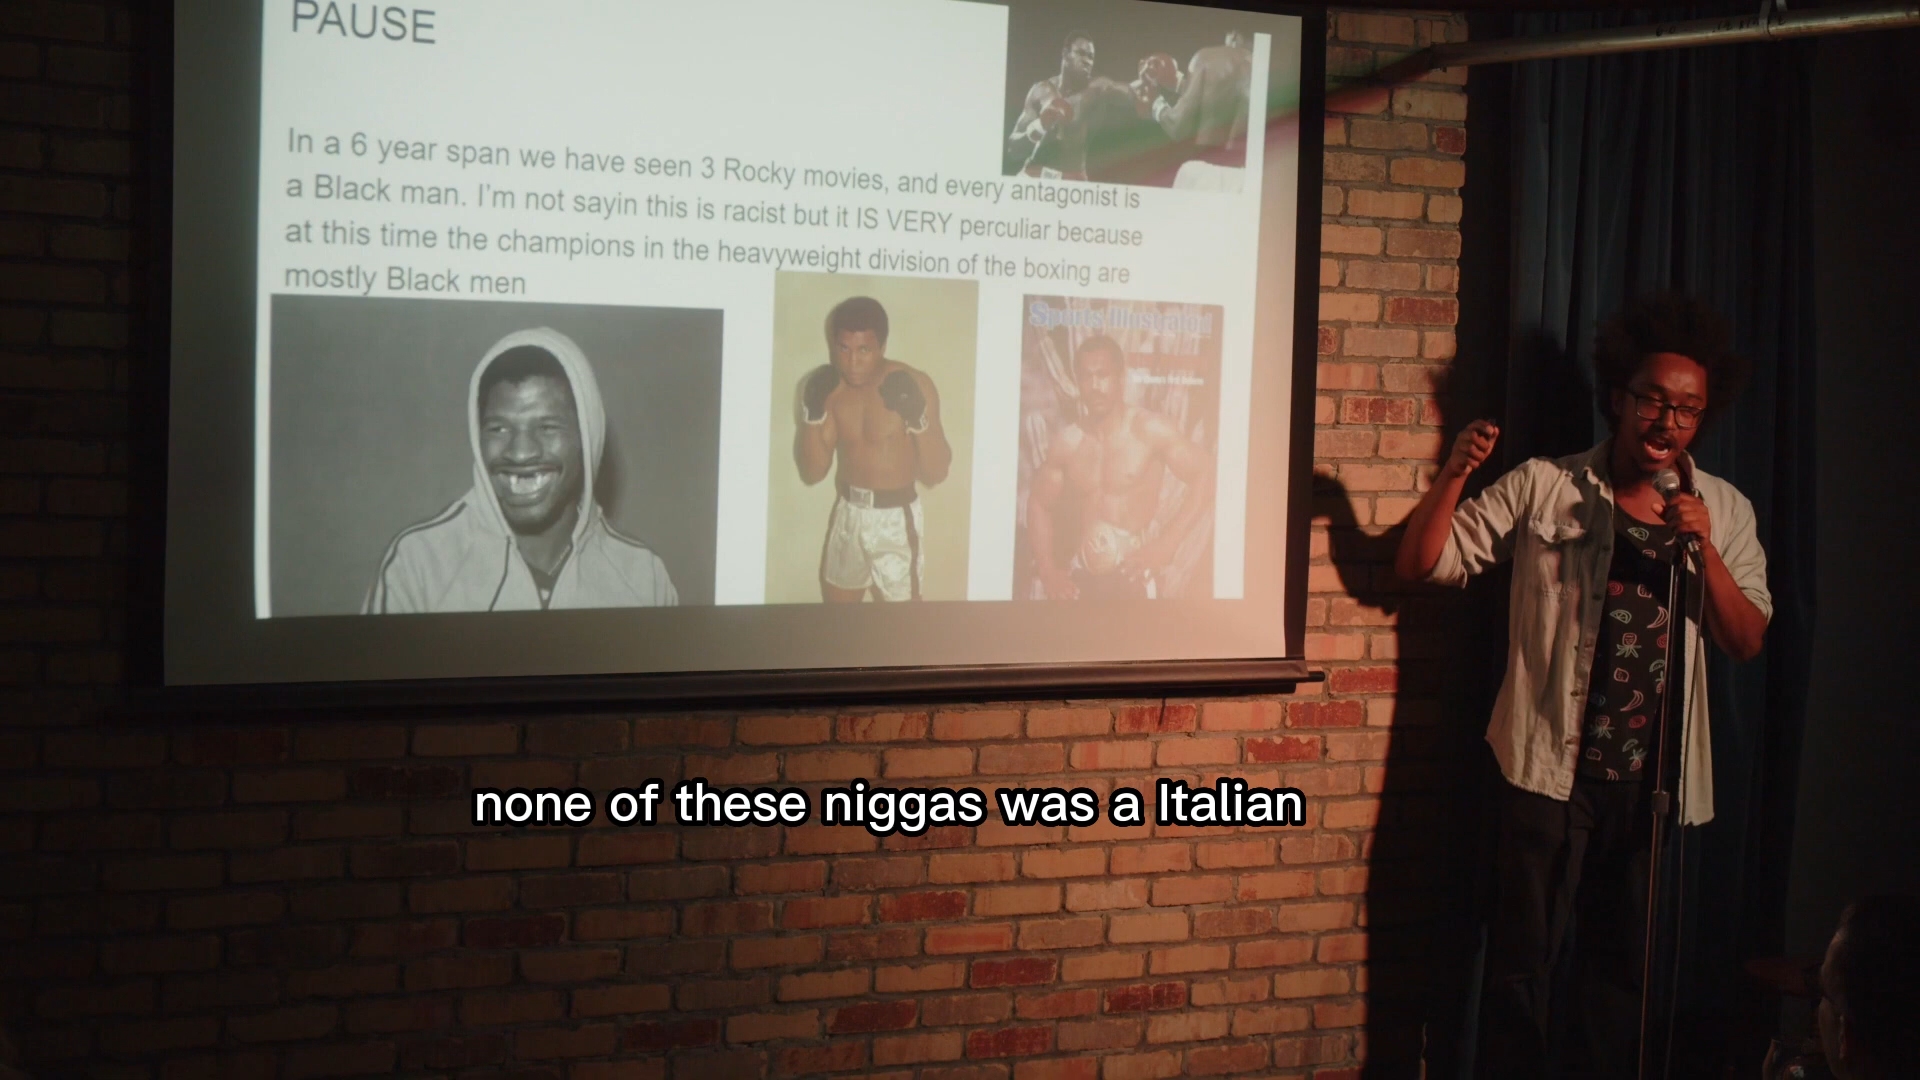 PAUSE
In a 6 year span we have seen 3 Rocky movies, and every antagonist is
a Black man. I'm not sayin this is racist but it IS VERY perculiar because
at this time the champions in the heavyweight division of the boxing are
mostly Black men
Sports Illustrated
none of these niggas was a Italian